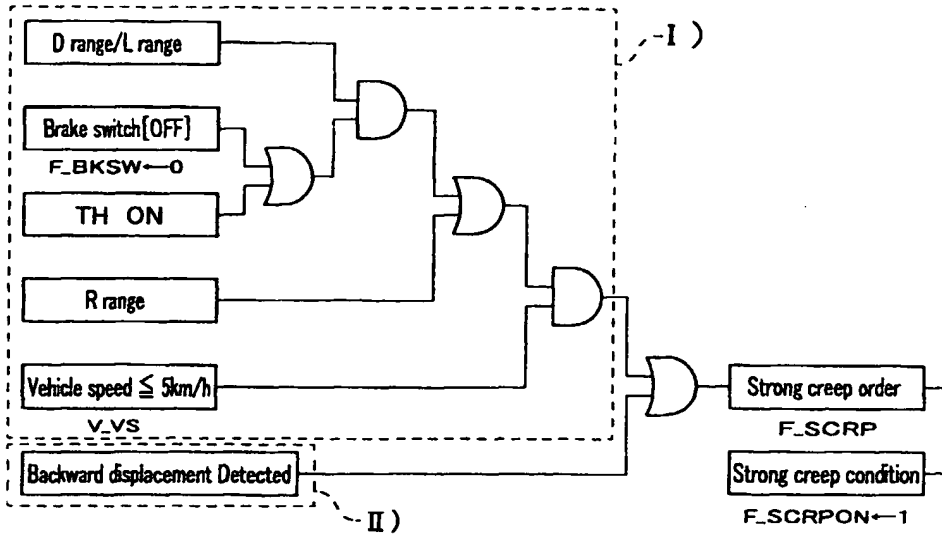 D range/L range
I )
Brake switch[OFF]
F_BKSW←0
TH ON
R range
Vehicle speed ≦ 5km/h
V_VS
Strong creep order
F_SCRP
Backward displacement Detected
Strong creep condition
II)
F_SCRPON←1